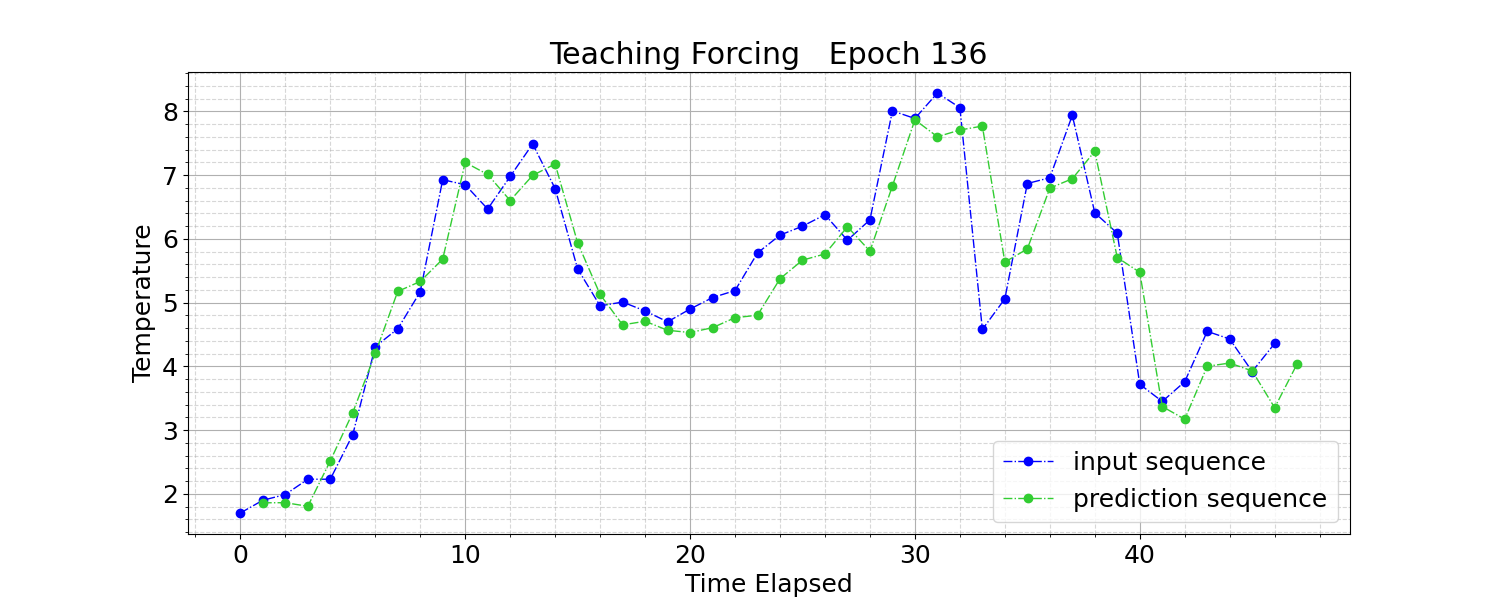 Teaching Forcing   Epoch 136
8
7
6
5
4
3
2
Temperature
0 10 20 30 40
Time Elapsed
input sequence
prediction sequence